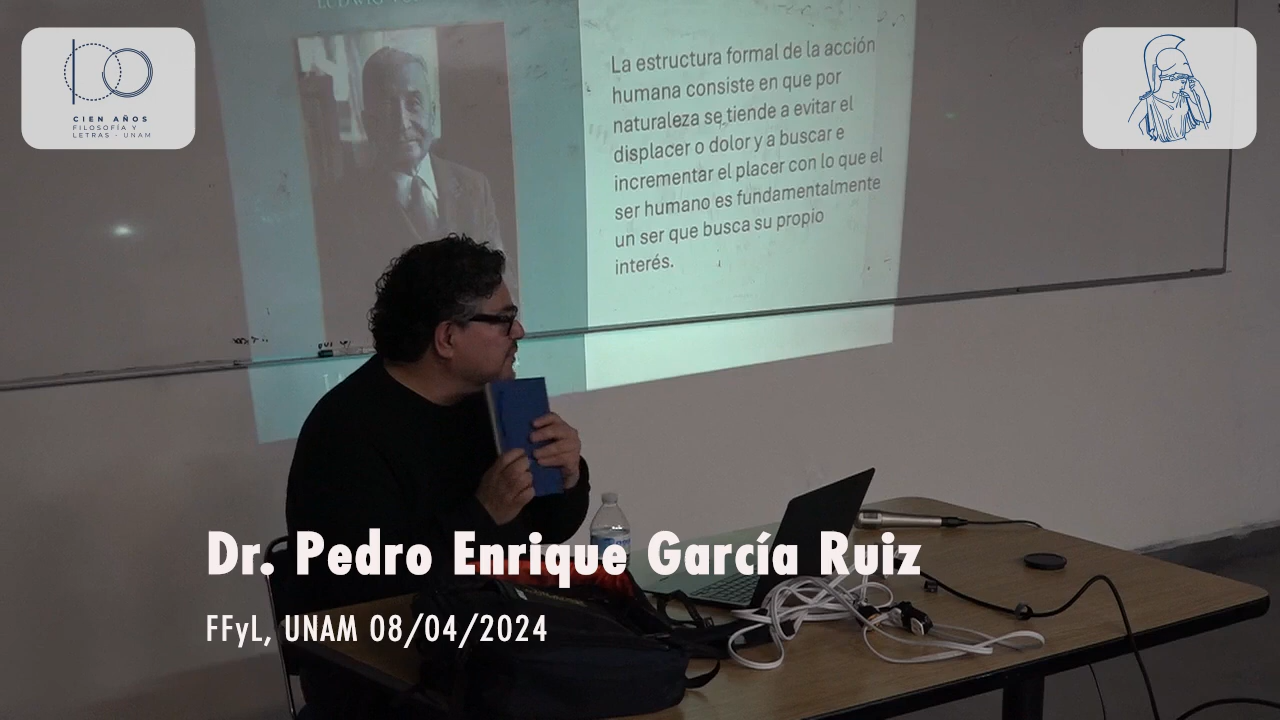 CIEN AÑOS
FILOSOFÍA Y
LETRAS · UNAM
La estructura formal de la acción
humana consiste en que por
naturaleza se tiende a evitar el
displacer o dolor y a buscar e
incrementar el placer con lo que el
ser humano es fundamentalmente
un ser que busca su propio
interés.
Dr. Pedro Enrique García Ruiz
FFyL, UNAM 08/04/2024